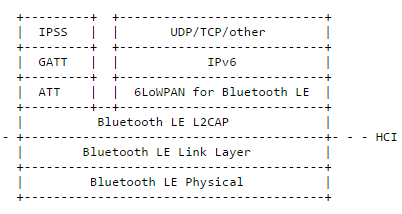 IPSS UDP/TCP/other
GATT IPv6
ATT 6LoWPAN for Bluetooth LE
Bluetooth LE L2CAP
HCI
Bluetooth LE Link Layer
Bluetooth LE Physical